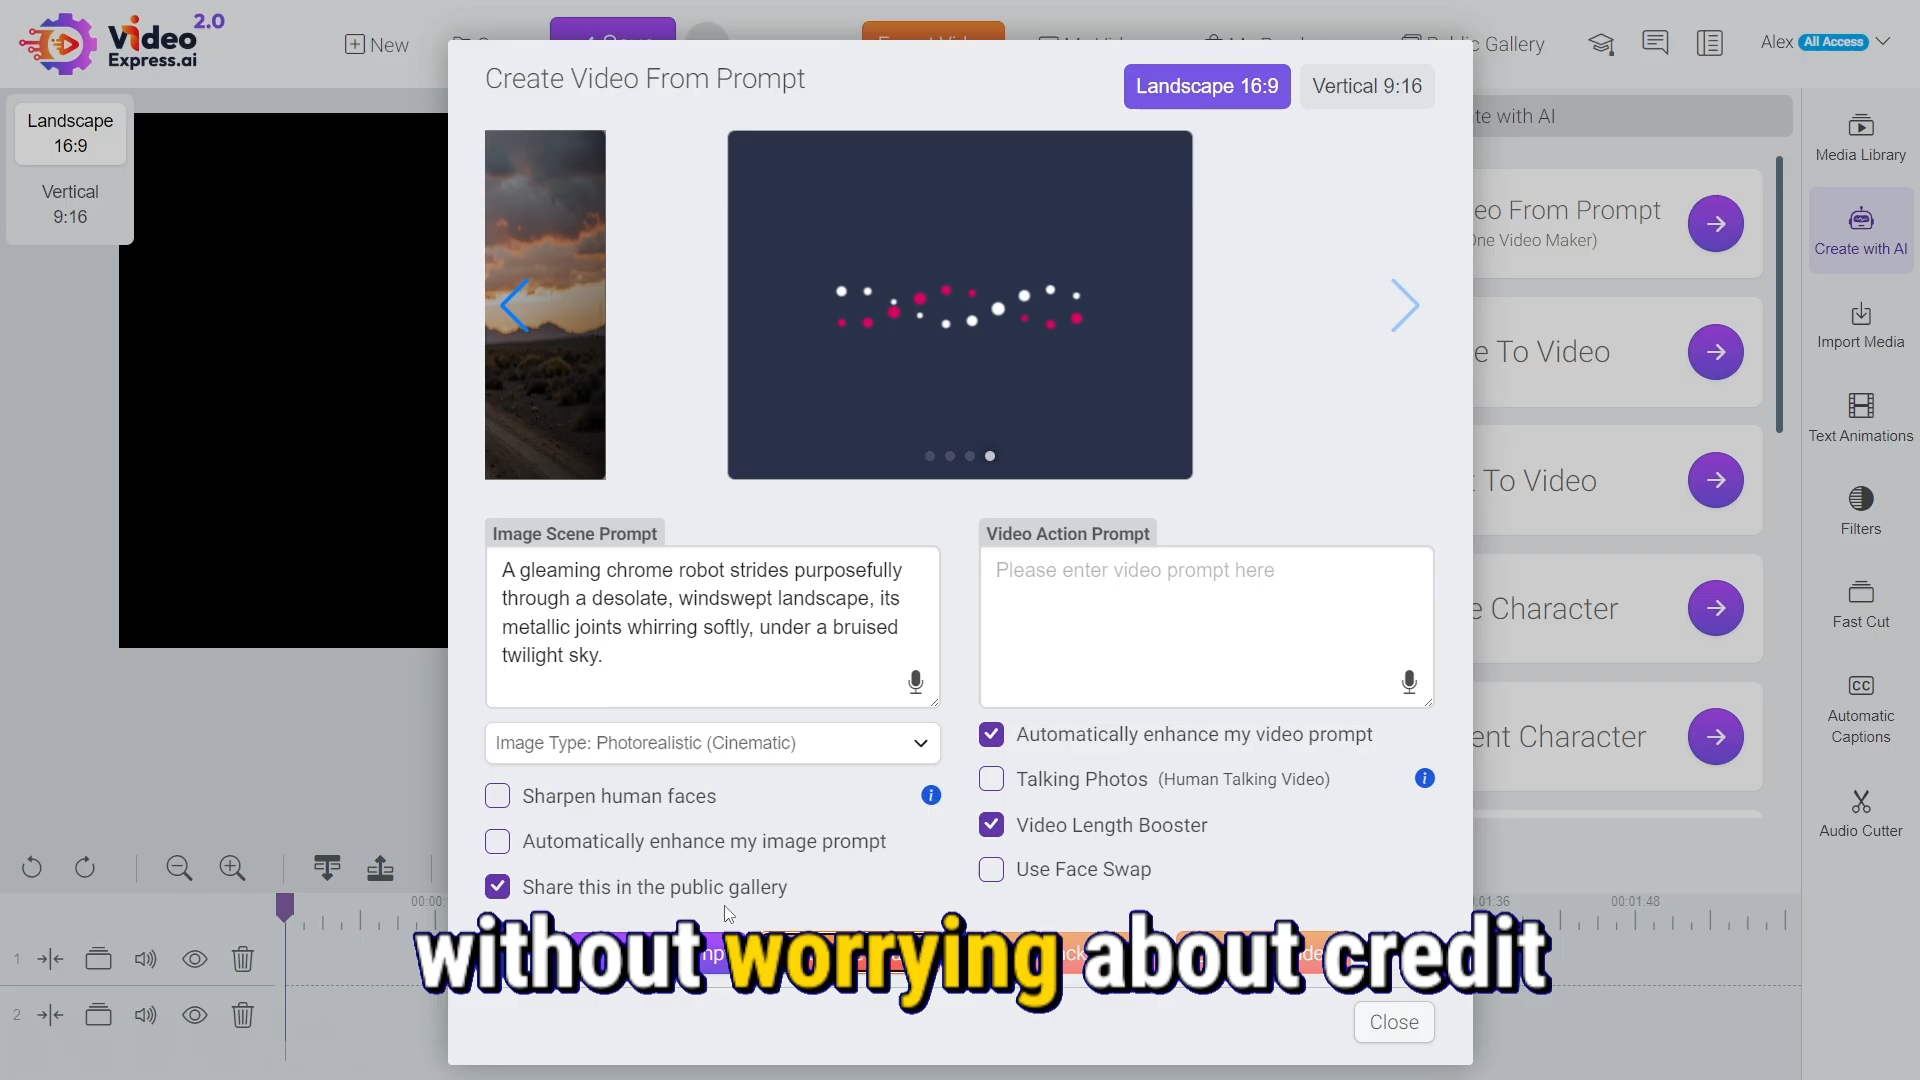 Video 2.0
Express.ai
New
Gallery
Alex All Access
Landscape
16:9
Vertical
9:16
Create Video From Prompt
Landscape 16:9
Vertical 9:16
te with AI
eo From Prompt
ne Video Maker)
e To Video
To Video
e Character
ent Character
Media Library
Create with AI
Import Media
Text Animations
Filters
Fast Cut
CC
Automatic
Captions
Audio Cutter
Image Scene Prompt
A gleaming chrome robot strides purposefully
through a desolate, windswept landscape, its
metallic joints whirring softly, under a bruised
twilight sky.
Image Type: Photorealistic (Cinematic)
Sharpen human faces
Automatically enhance my image prompt
Share this in the public gallery
Video Action Prompt
Please enter video prompt here
Automatically enhance my video prompt
Talking Photos (Human Talking Video)
Video Length Booster
Use Face Swap
without worrying about credit
Close
00:00:
01:36
00:01:48
1
2